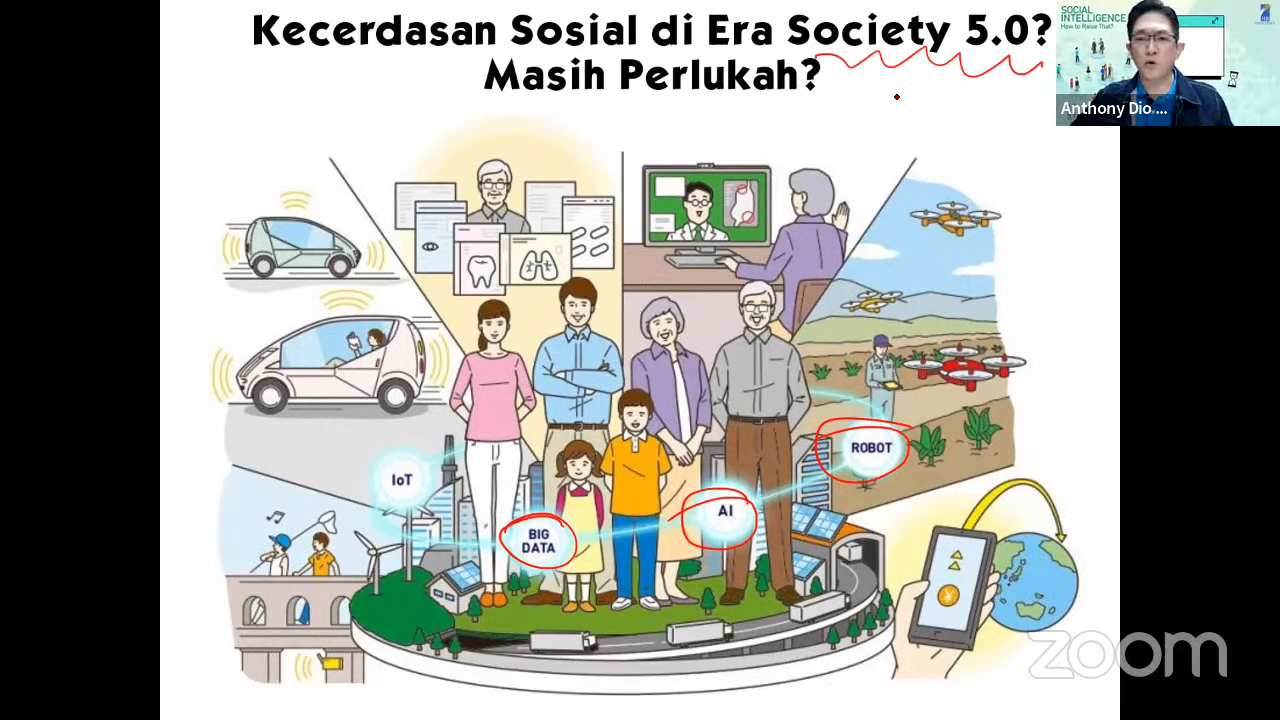 Kecerdasan Sosial di Era Society 5.0?
Masih Perlukah?
SOCIAL
INTELLIGENCE
How to Raise That?
Anthony Dio ...
IoT
BIG
DATA
AI
ROBOT
zoom